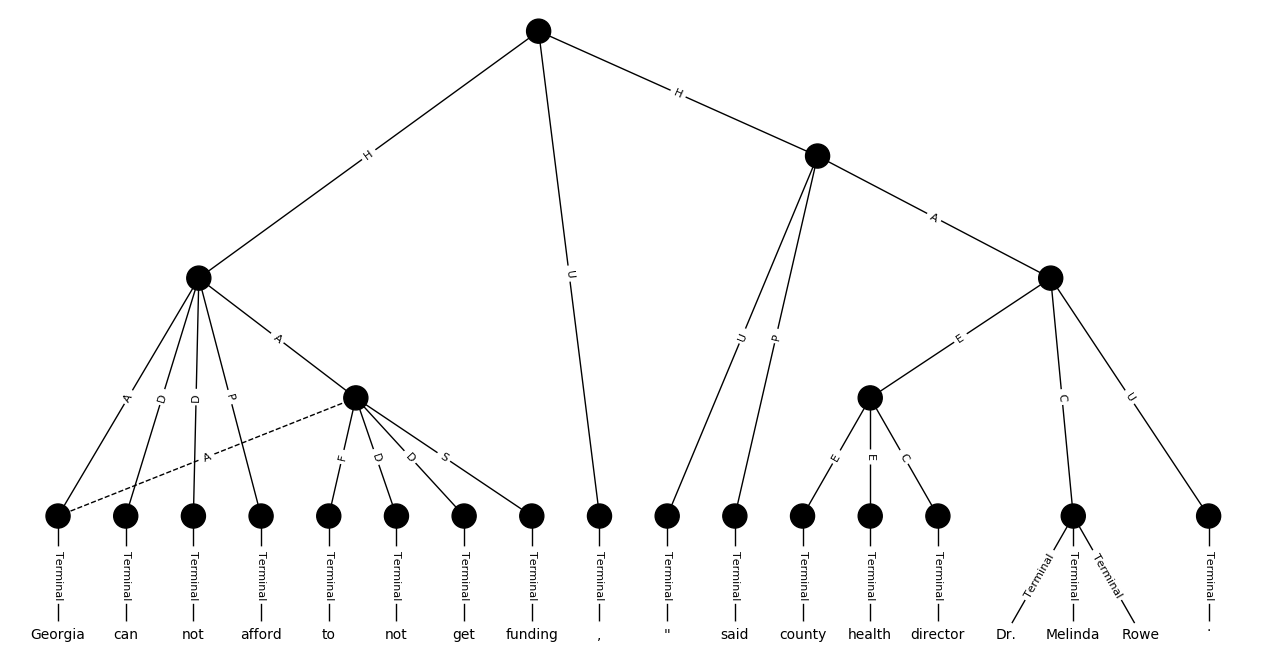 H
H
H
U
A
A
A
D
D
P
U
P
E
C
U
A
F
D
D
S
E
E
C
Terminal Terminal Terminal Terminal Terminal Terminal Terminal Terminal Terminal Terminal Terminal Terminal Terminal Terminal Terminal Terminal Terminal Terminal
Georgia can not afford to not get funding , " said county health director Dr. Melinda Rowe .